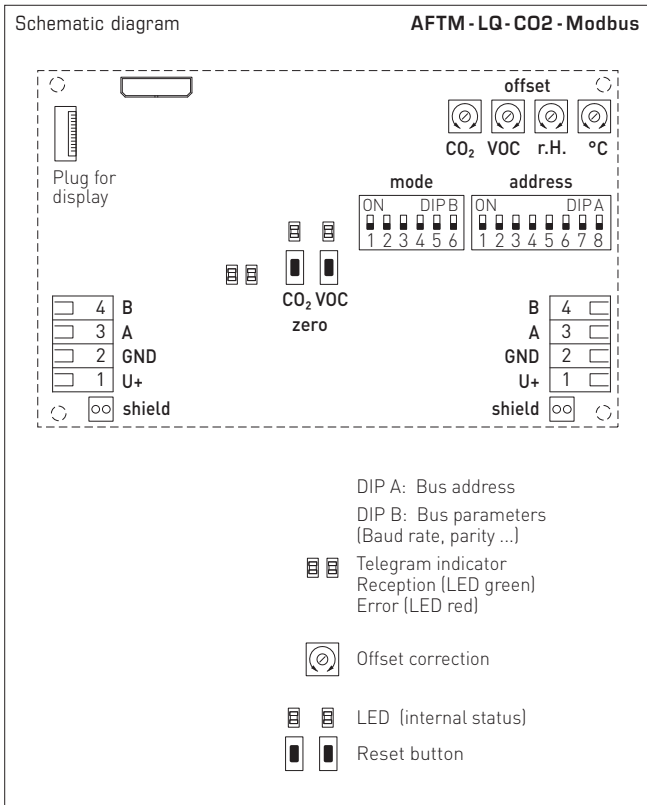 Schematic diagram AFTM-LQ-CO2-Modbus
offset
CO₂ VOC r.H. °C
Plug for
display
mode address
ON DIP B ON DIP A
1 2 3 4 5 6 1 2 3 4 5 6 7 8
CO₂ VOC
zero
4 B B 4
3 A A 3
2 GND GND 2
1 U+ U+ 1
shield shield
DIP A: Bus address
DIP B: Bus parameters
(Baud rate, parity ...)
Telegram indicator
Reception (LED green)
Error (LED red)
Offset correction
LED (internal status)
Reset button